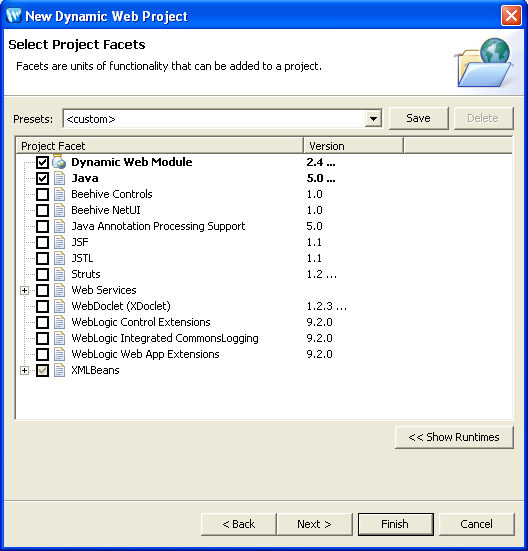 New Dynamic Web Project
Select Project Facets
Facets are units of functionality that can be added to a project.
Presets: <custom> Save Delete
Project Facet Version
Dynamic Web Module 2.4 ...
Java 5.0 ...
Beehive Controls 1.0
Beehive NetUI 1.0
Java Annotation Processing Support 5.0
JSF 1.1
JSTL 1.1
Struts 1.2 ...
Web Services
WebDoclet (XDoclet) 1.2.3 ...
WebLogic Control Extensions 9.2.0
WebLogic Integrated CommonsLogging 9.2.0
WebLogic Web App Extensions 9.2.0
XMLBeans
<< Show Runtimes
< Back Next > Finish Cancel